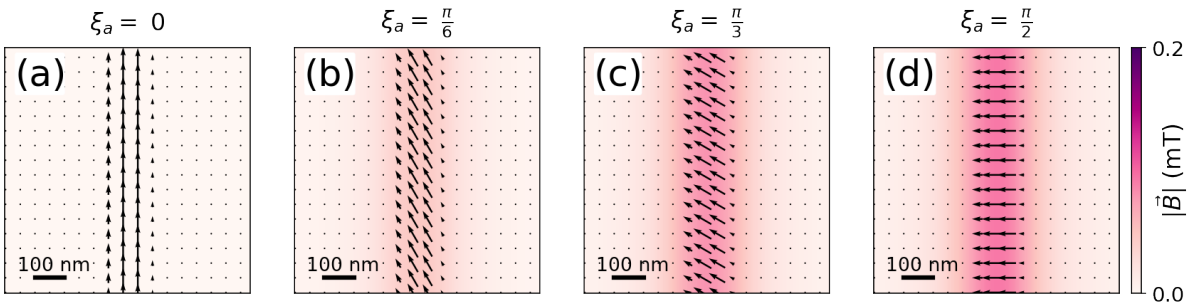 ξₐ = 0
ξₐ = π/6
ξₐ = π/3
ξₐ = π/2
(a)
(b)
(c)
(d)
100 nm
100 nm
100 nm
100 nm
0.2
|B⃗| (mT)
0.0